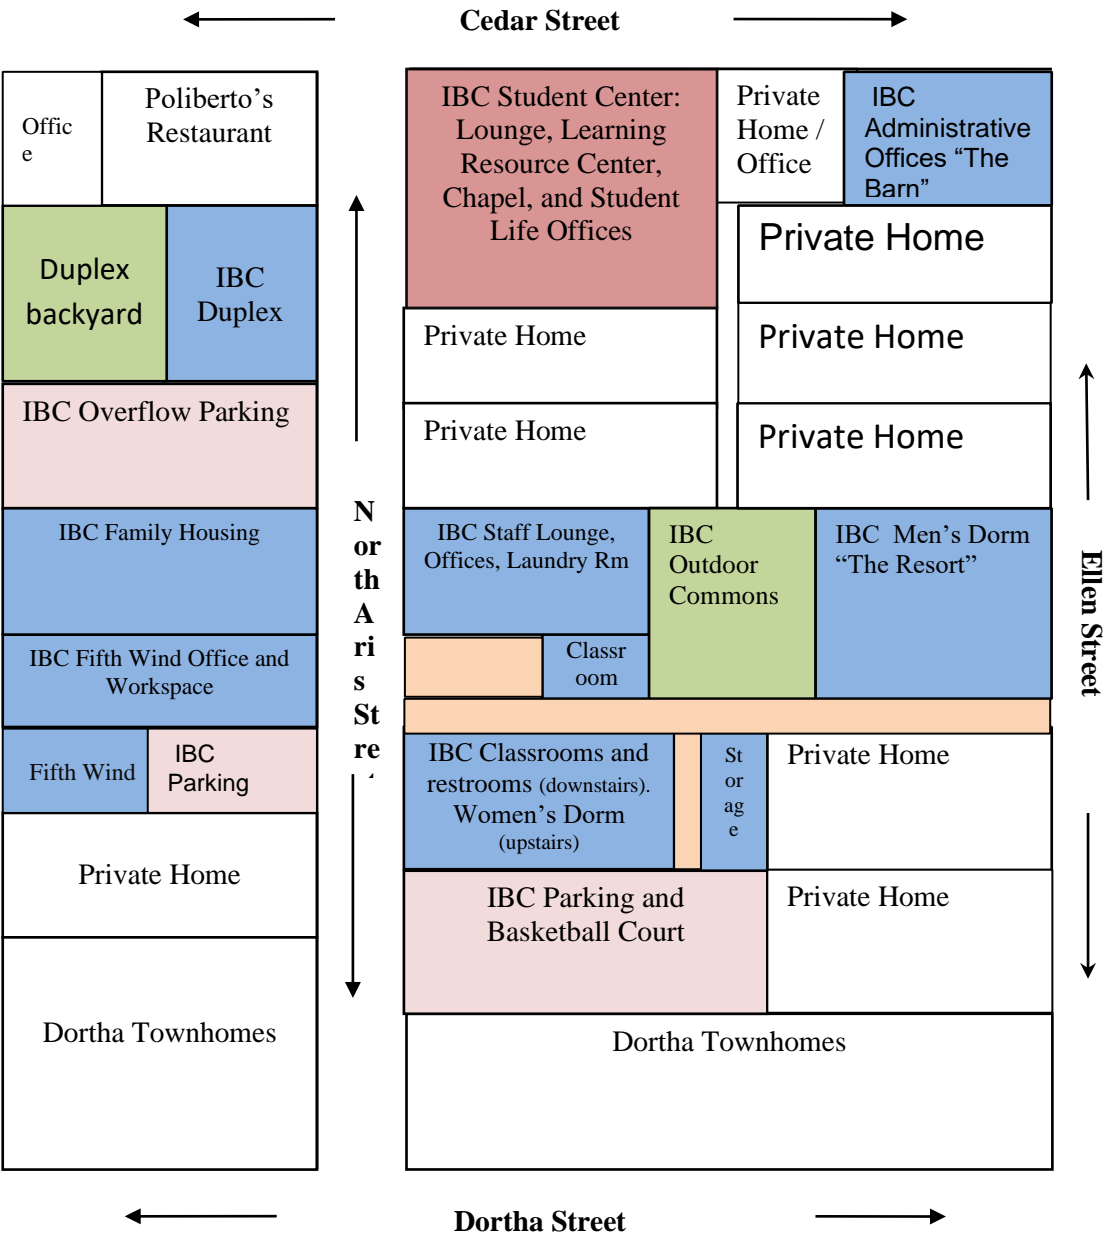 Cedar Street
Offic
e
Poliberto’s
Restaurant
IBC Student Center:
Lounge, Learning
Resource Center,
Chapel, and Student
Life Offices
Private
Home /
Office
IBC
Administrative
Offices “The
Barn”
Duplex
backyard
IBC
Duplex
Private Home
Private Home
Private Home
IBC Overflow Parking
Private Home
Private Home
N
or
th
A
ri
s
St
re
IBC Family Housing
IBC Staff Lounge,
Offices, Laundry Rm
IBC
Outdoor
Commons
IBC Men’s Dorm
“The Resort”
Ellen Street
Classr
oom
IBC Fifth Wind Office and
Workspace
Fifth Wind
IBC
Parking
IBC Classrooms and
restrooms (downstairs).
Women’s Dorm
(upstairs)
St
or
ag
e
Private Home
Private Home
IBC Parking and
Basketball Court
Private Home
Dortha Townhomes
Dortha Townhomes
Dortha Street